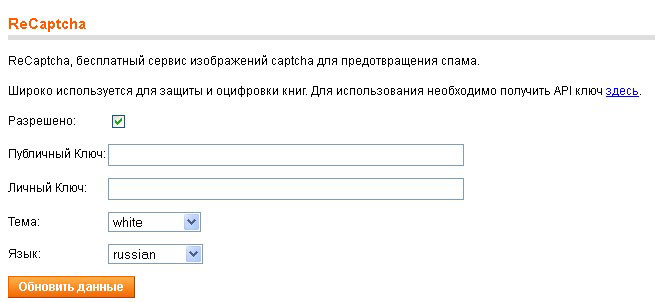 ReCaptcha
ReCaptcha, бесплатный сервис изображений captcha для предотвращения спама.
Широко используется для защиты и оцифровки книг. Для использования необходимо получить API ключ здесь.
Разрешено:
Публичный Ключ:
Личный Ключ:
Тема: white
Язык: russian
Обновить данные